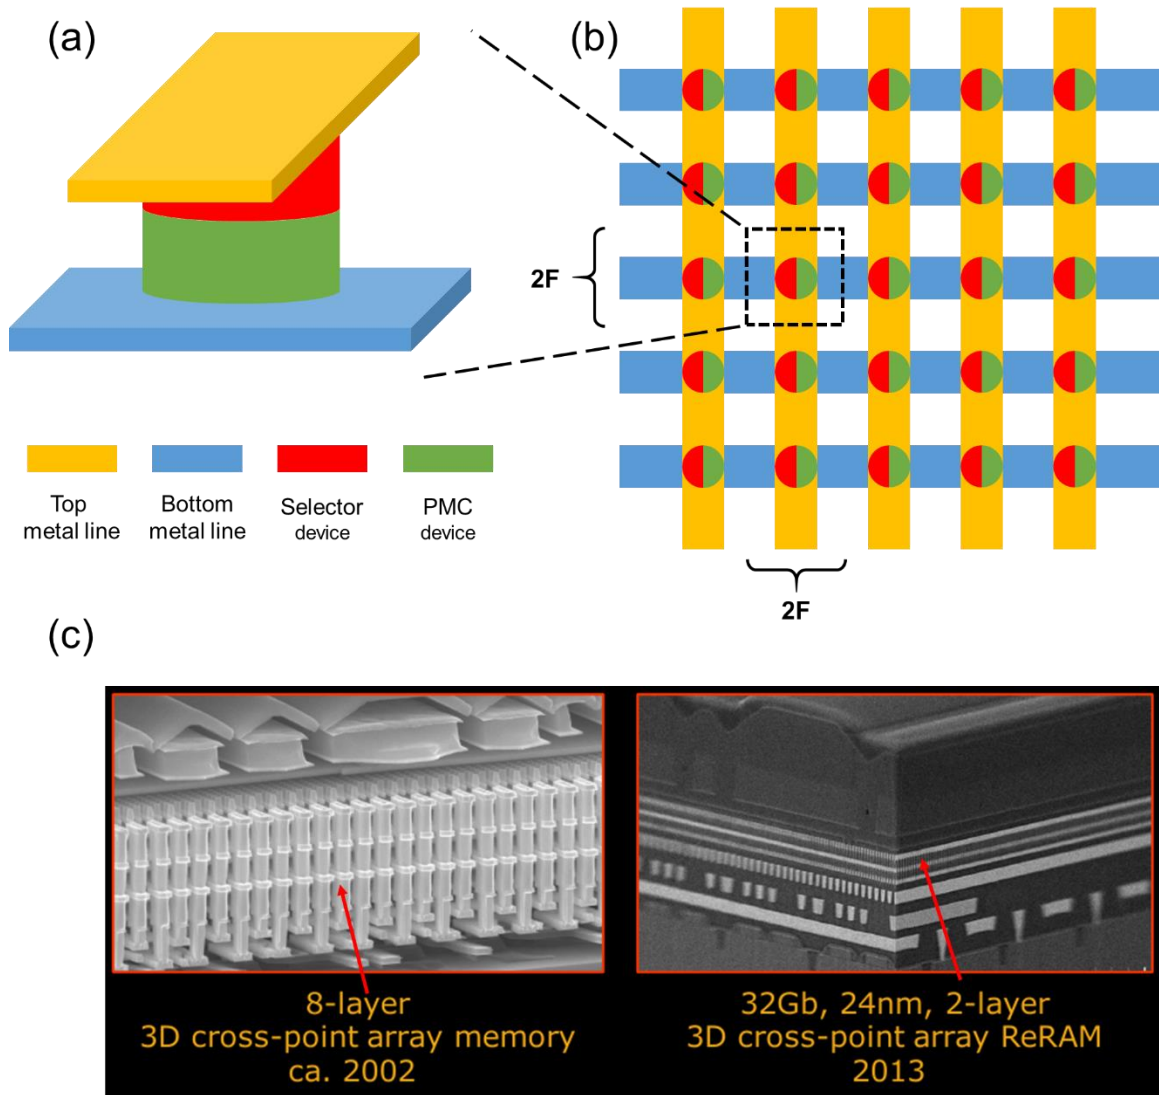 (a)
(b)
2F
2F
Top
metal line
Bottom
metal line
Selector
device
PMC
device
(c)
8-layer
3D cross-point array memory
ca. 2002
32Gb, 24nm, 2-layer
3D cross-point array ReRAM
2013